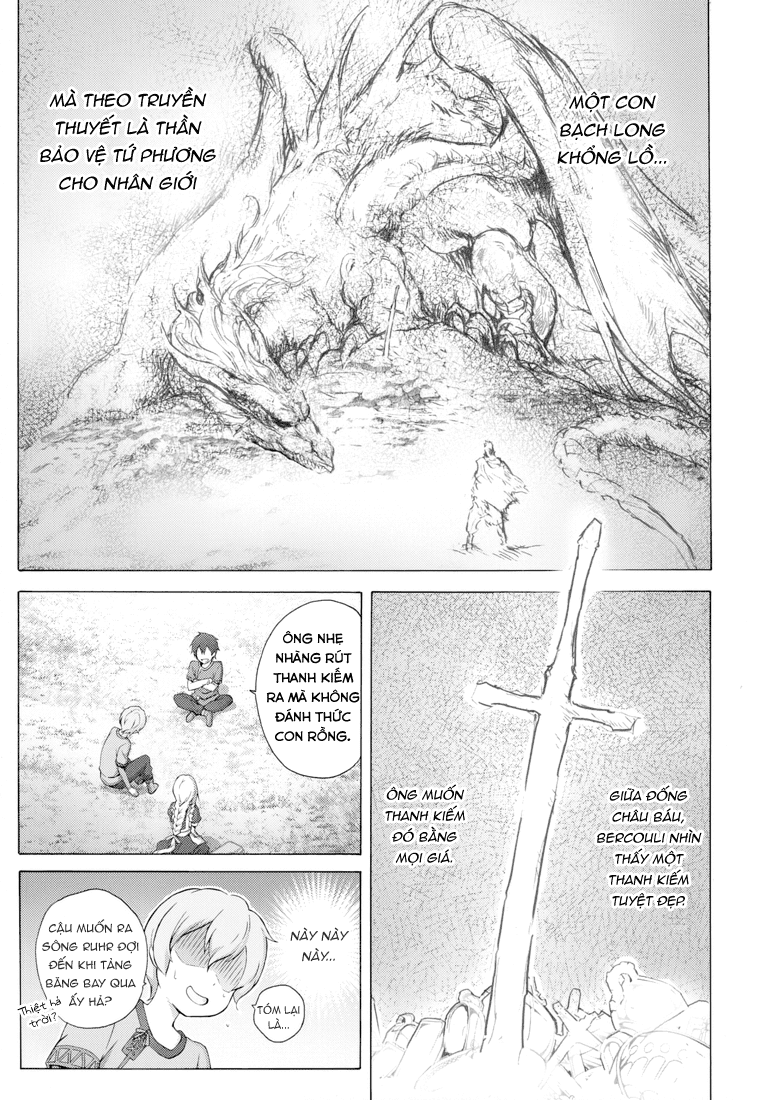 MỘT CON
BẠCH LONG
KHỔNG LỒ...
MÀ THEO TRUYỀN
THUYẾT LÀ THẦN
BẢO VỆ TỨ PHƯƠNG
CHO NHÂN GIỚI
GIỮA ĐỐNG
CHÂU BÁU,
BERCOULI NHÌN
THẤY MỘT
THANH KIẾM
TUYỆT ĐẸP.
ÔNG MUỐN
THANH KIẾM
ĐÓ BẰNG
MỌI GIÁ.
ÔNG NHẸ
NHÀNG RÚT
THANH KIẾM
RA MÀ KHÔNG
ĐÁNH THỨC
CON RỒNG.
NÀY NÀY
NÀY...
TÓM LẠI
LÀ...
CẬU MUỐN RA
SÔNG RUHR ĐỢI
ĐẾN KHI TẢNG
BĂNG BAY QUA
ẤY HẢ?
Thiệt hả
trời?